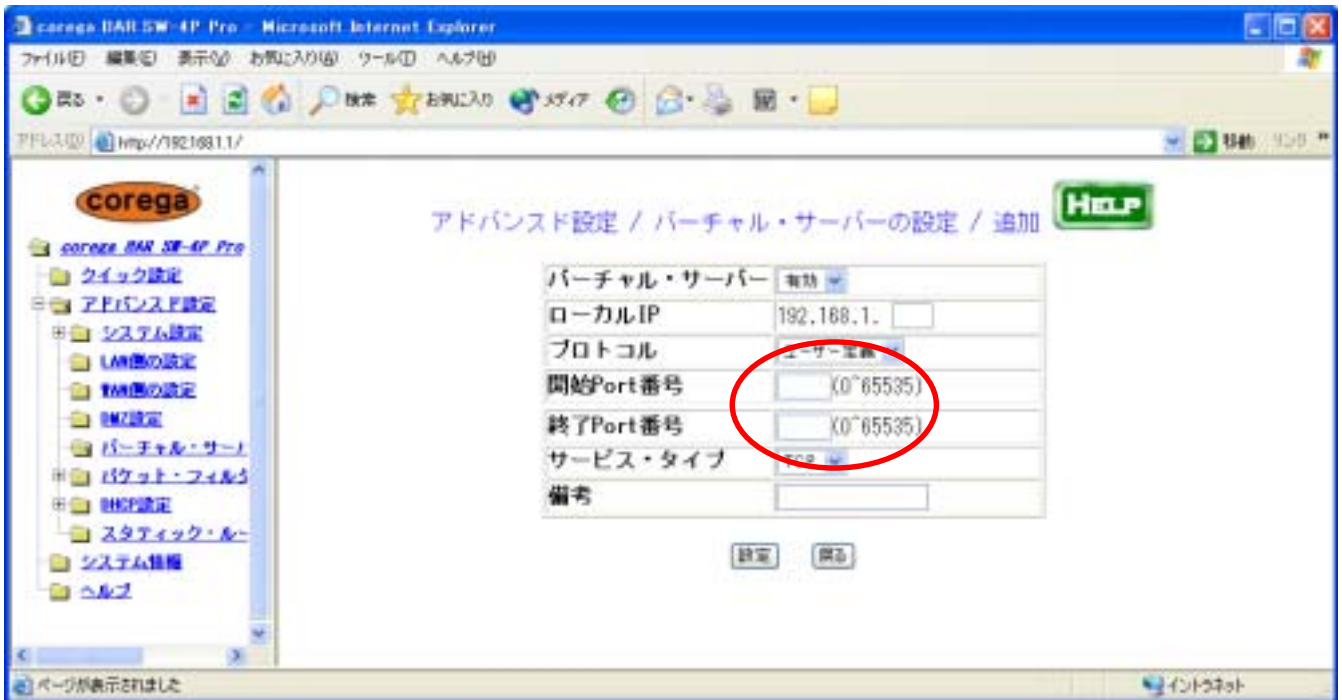 corega BAR SW-4P Pro - Microsoft Internet Explorer
ファイル(F) 編集(E) 表示(V) お気に入り(A) ツール(T) ヘルプ(H)
戻る 検索 お気に入り メディア
アドレス(D) http://192.168.1.1/ 移動 リンク
corega
corega BAR SW-4P Pro
クイック設定
アドバンスド設定
システム設定
LAN側の設定
WAN側の設定
DMZ設定
バーチャル・サーバ
パケット・フィルタ
DHCP設定
スタティック・ルー
システム情報
ヘルプ
アドバンスド設定 / バーチャル・サーバーの設定 / 追加 HELP
バーチャル・サーバー 有効
ローカルIP 192.168.1.
プロトコル ユーザー定義
開始Port番号 (0~65535)
終了Port番号 (0~65535)
サービス・タイプ TCP
備考
設定 戻る
ページが表示されました イントラネット